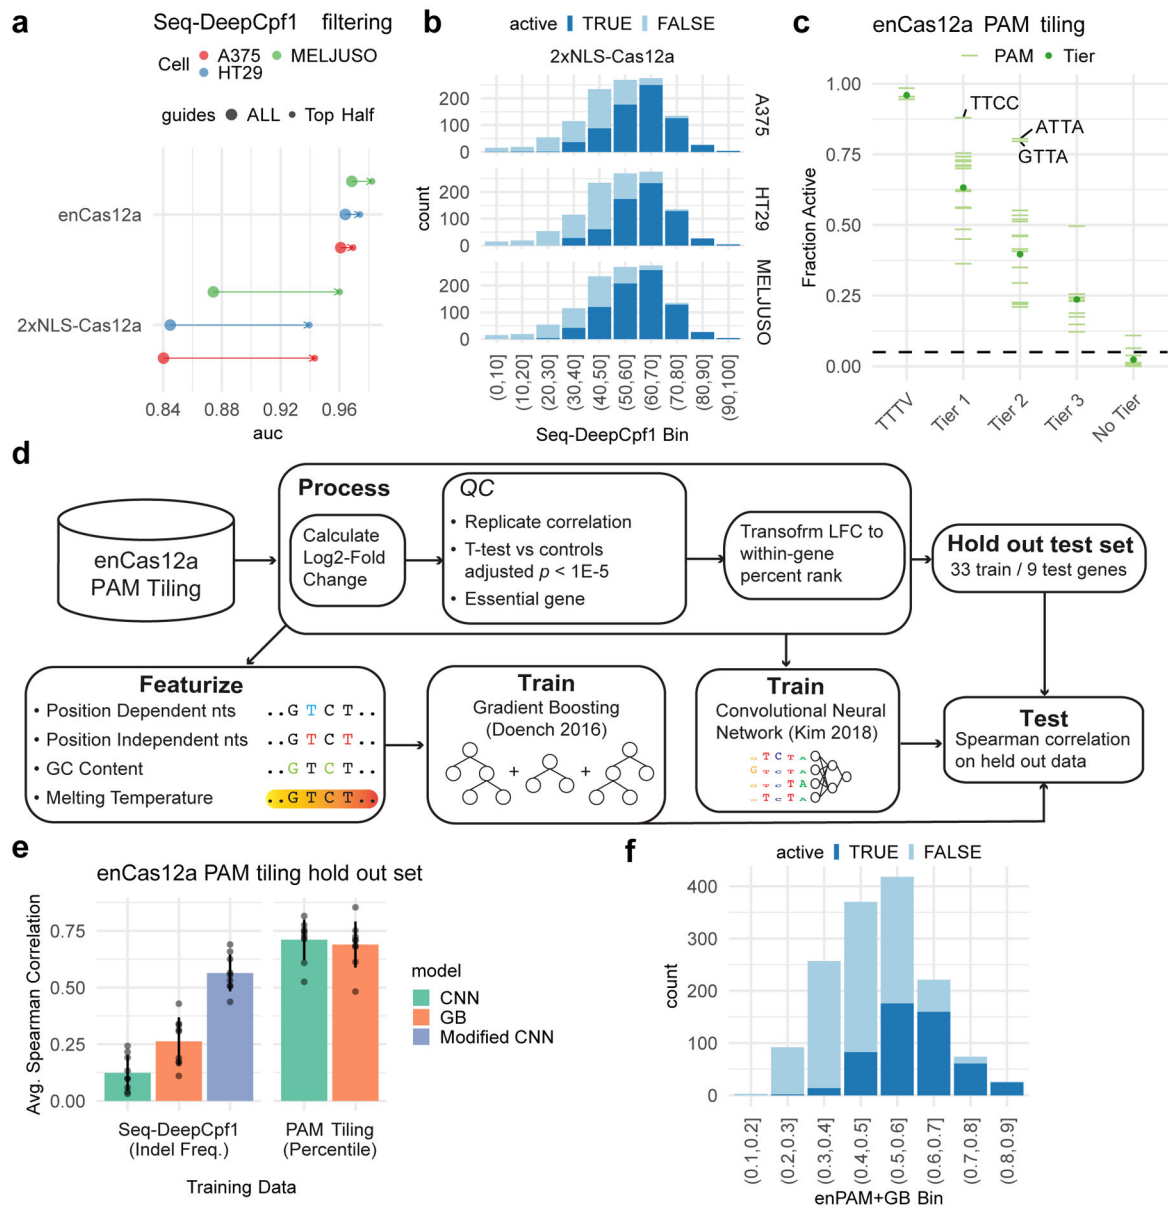 a
Seq-DeepCpf1 filtering
Cell A375 MELJUSO
HT29
guides ALL Top Half
enCas12a
2xNLS-Cas12a
0.84 0.88 0.92 0.96
auc
b
active TRUE FALSE
2xNLS-Cas12a
200
100
0
A375
200
100
0
HT29
200
100
0
MELJUSO
count
(0,10] (10,20] (20,30] (30,40] (40,50] (50,60] (60,70] (70,80] (80,90] (90,100]
Seq-DeepCpf1 Bin
c
enCas12a PAM tiling
PAM Tier
1.00
0.75
0.50
0.25
0.00
Fraction Active
TTCC
ATTA
GTTA
TTTV Tier 1 Tier 2 Tier 3 No Tier
d
enCas12a
PAM Tiling
Process
Calculate
Log2-Fold
Change
QC
• Replicate correlation
• T-test vs controls
adjusted p < 1E-5
• Essential gene
Transofrm LFC to
within-gene
percent rank
Hold out test set
33 train / 9 test genes
Featurize
• Position Dependent nts ..GTCT..
• Position Independent nts ..GTCT..
• GC Content ..GTCT..
• Melting Temperature ..GTCT..
Train
Gradient Boosting
(Doench 2016)
+ +
Train
Convolutional Neural
Network (Kim 2018)
G T C T A
G T C T A
G T C T A
G T C T A
Test
Spearman correlation
on held out data
e
enCas12a PAM tiling hold out set
0.75
0.50
0.25
0.00
Avg. Spearman Correlation
Seq-DeepCpf1
(Indel Freq.)
PAM Tiling
(Percentile)
Training Data
model
CNN
GB
Modified CNN
f
active TRUE FALSE
400
300
200
100
0
count
(0.1,0.2] (0.2,0.3] (0.3,0.4] (0.4,0.5] (0.5,0.6] (0.6,0.7] (0.7,0.8] (0.8,0.9]
enPAM+GB Bin